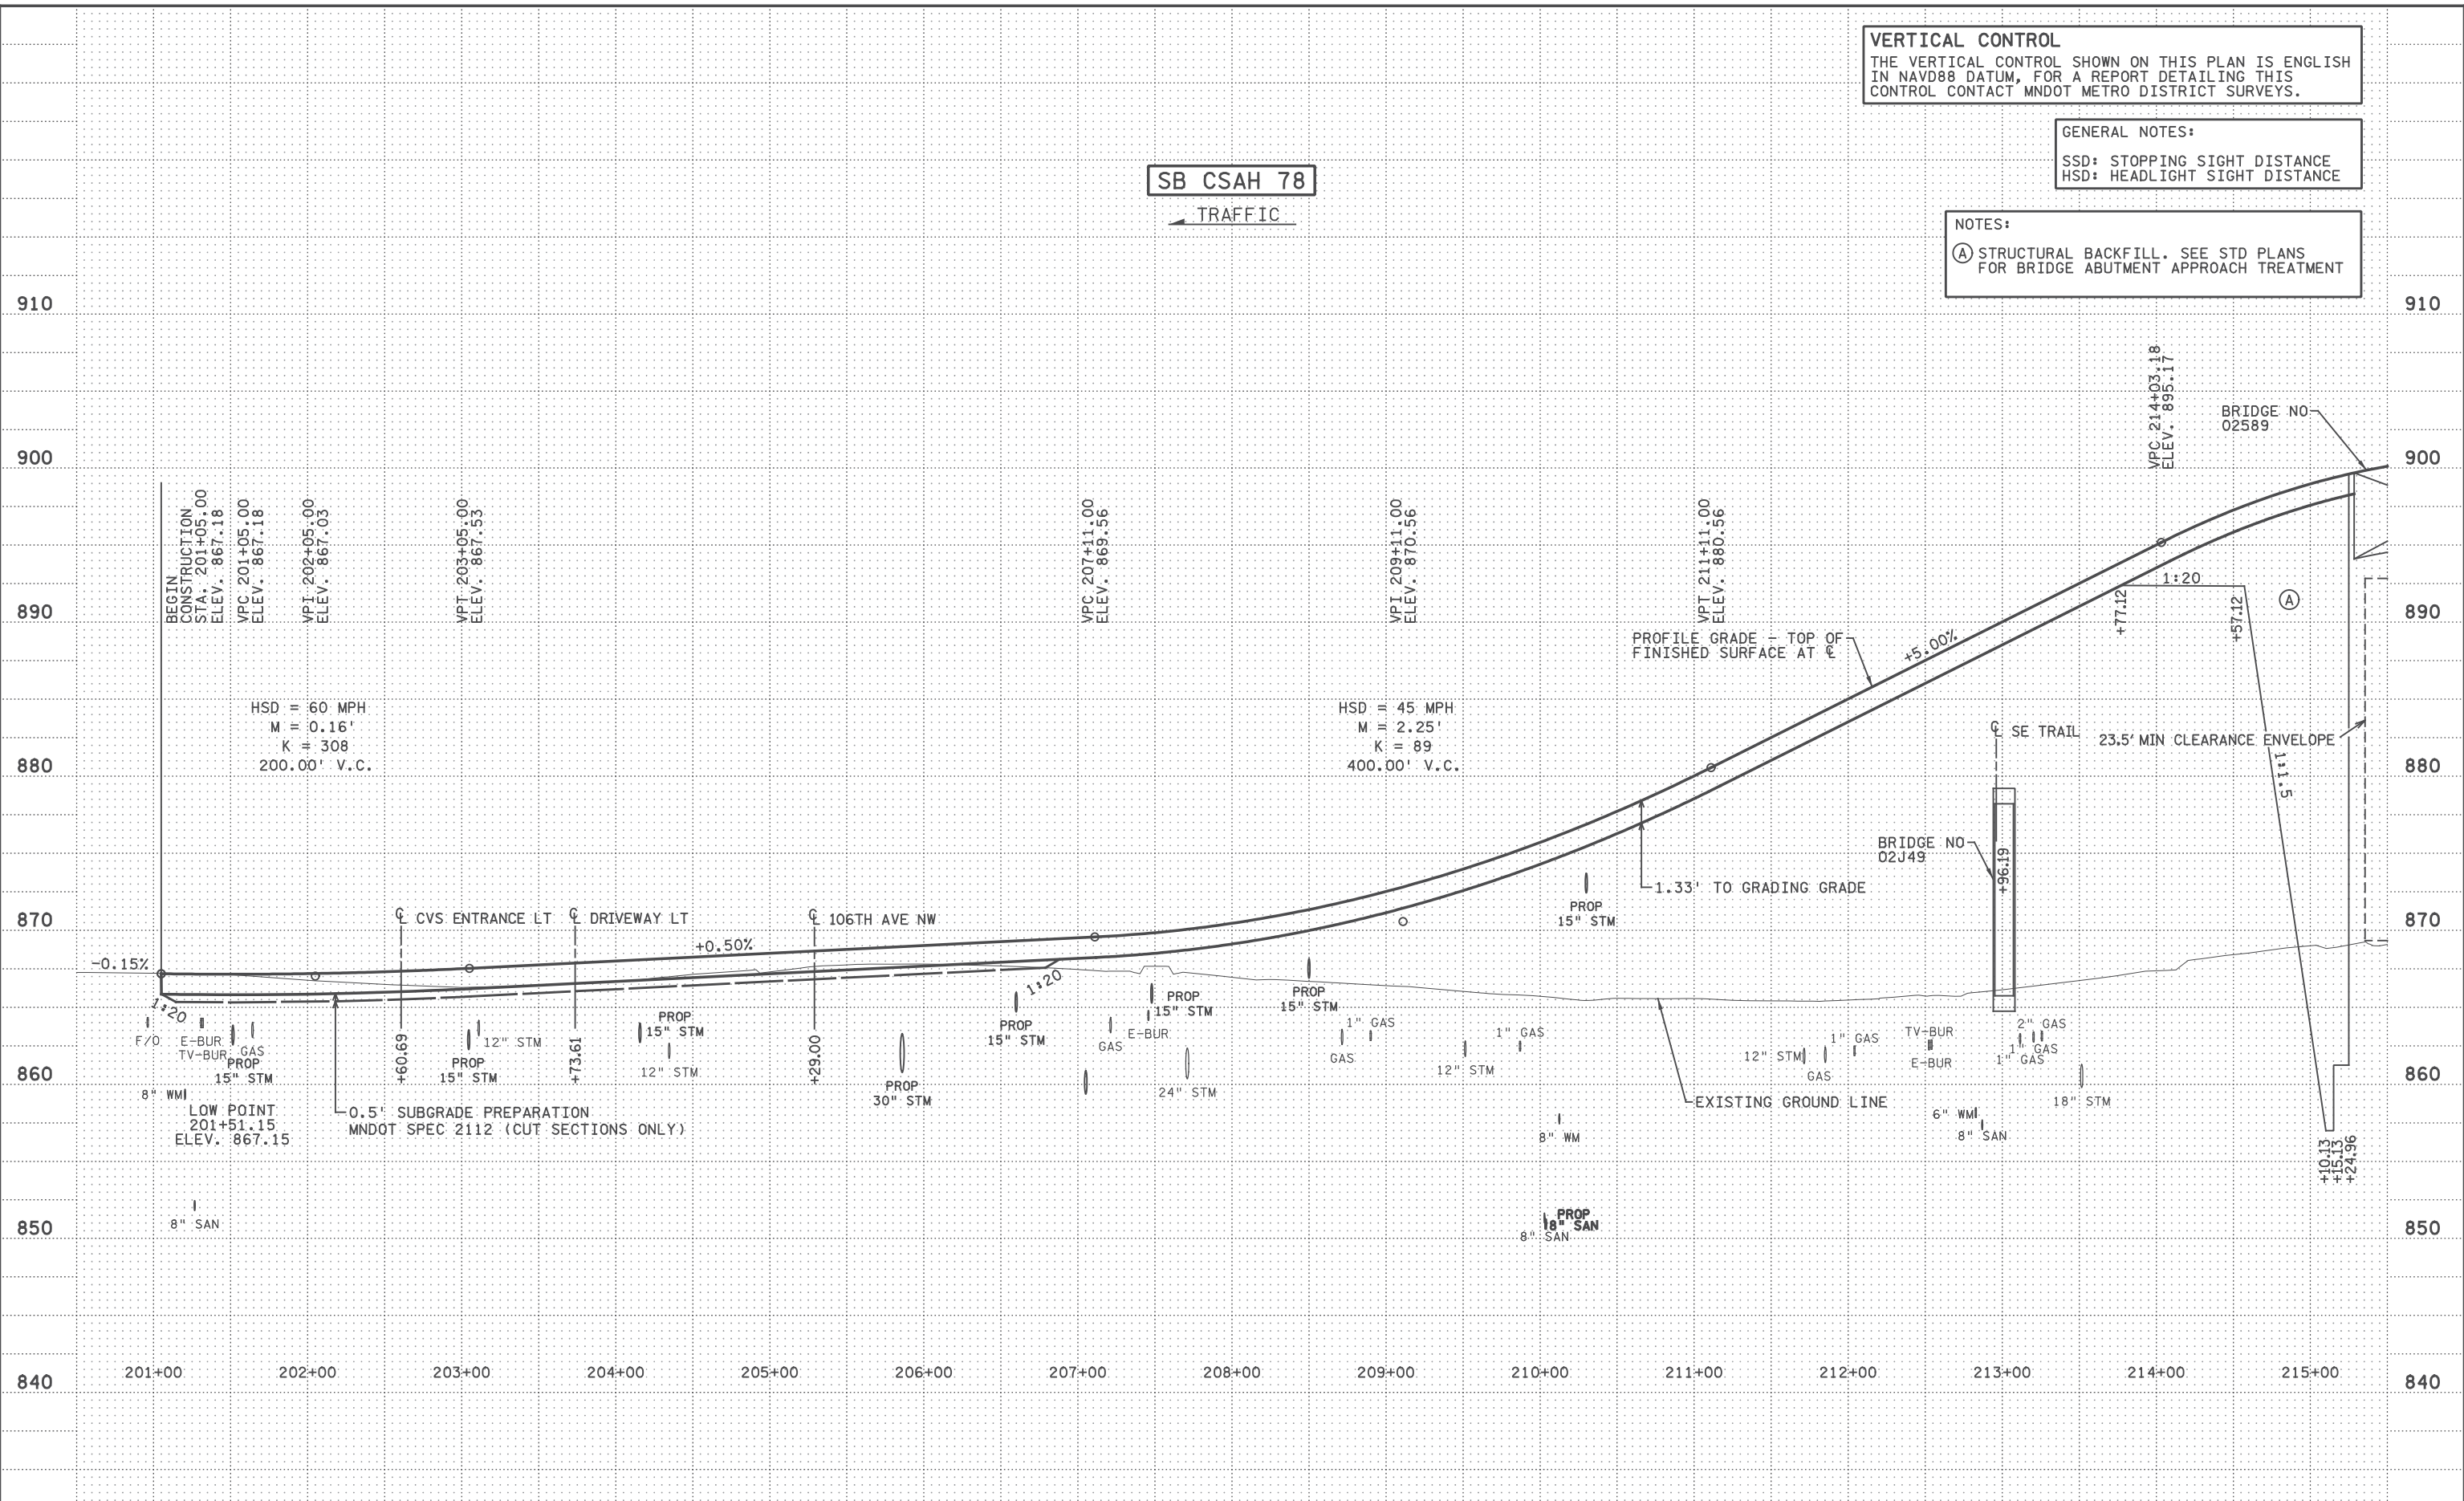 VERTICAL CONTROL
THE VERTICAL CONTROL SHOWN ON THIS PLAN IS ENGLISH
IN NAVD88 DATUM, FOR A REPORT DETAILING THIS
CONTROL CONTACT MNDOT METRO DISTRICT SURVEYS.
GENERAL NOTES:
SSD: STOPPING SIGHT DISTANCE
HSD: HEADLIGHT SIGHT DISTANCE
SB CSAH 78
TRAFFIC
NOTES:
A STRUCTURAL BACKFILL. SEE STD PLANS
FOR BRIDGE ABUTMENT APPROACH TREATMENT
910
910
VPC 214+03.18
ELEV. 895.17
BRIDGE NO
02589
900
900
BEGIN
CONSTRUCTION
STA. 201+05.00
ELEV. 867.18
VPC 201+05.00
ELEV. 867.18
VPI 202+05.00
ELEV. 867.03
VPT 203+05.00
ELEV. 867.53
VPC 207+11.00
ELEV. 869.56
VPI 209+11.00
ELEV. 870.56
VPT 211+11.00
ELEV. 880.56
1:20
A
+77.12
+57.12
890
890
PROFILE GRADE - TOP OF
FINISHED SURFACE AT ℄
+5.00%
HSD = 60 MPH
M = 0.16'
K = 308
200.00' V.C.
HSD = 45 MPH
M = 2.25'
K = 89
400.00' V.C.
℄ SE TRAIL
23.5' MIN CLEARANCE ENVELOPE
1:1.5
880
880
BRIDGE NO
02J49
+96.19
1.33' TO GRADING GRADE
PROP
15" STM
870
870
℄ CVS ENTRANCE LT
℄ DRIVEWAY LT
℄ 106TH AVE NW
+0.50%
-0.15%
1:20
1:20
F/O
E-BUR
TV-BUR
GAS
PROP
15" STM
+60.69
PROP
15" STM
12" STM
+73.61
PROP
15" STM
12" STM
+29.00
PROP
30" STM
PROP
15" STM
GAS
E-BUR
PROP
15" STM
24" STM
PROP
15" STM
1" GAS
GAS
12" STM
1" GAS
12" STM
GAS
1" GAS
TV-BUR
E-BUR
2" GAS
1" GAS
1" GAS
18" STM
860
860
8" WM
LOW POINT
201+51.15
ELEV. 867.15
0.5' SUBGRADE PREPARATION
MNDOT SPEC 2112 (CUT SECTIONS ONLY)
EXISTING GROUND LINE
8" WM
6" WM
8" SAN
+10.13
+15.13
+24.96
8" SAN
PROP
18" SAN
8" SAN
850
850
840
201+00
202+00
203+00
204+00
205+00
206+00
207+00
208+00
209+00
210+00
211+00
212+00
213+00
214+00
215+00
840